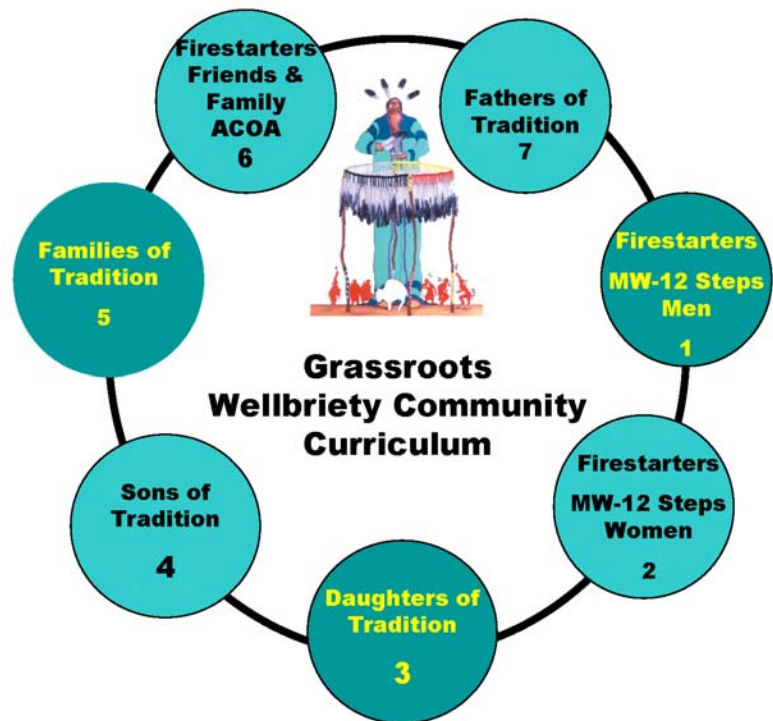 Firestarters
Friends &
Family
ACOA
6
Fathers of
Tradition
7
Families of
Tradition
5
Firestarters
MW-12 Steps
Men
1
Grassroots
Wellbriety Community
Curriculum
Sons of
Tradition
4
Firestarters
MW-12 Steps
Women
2
Daughters of
Tradition
3